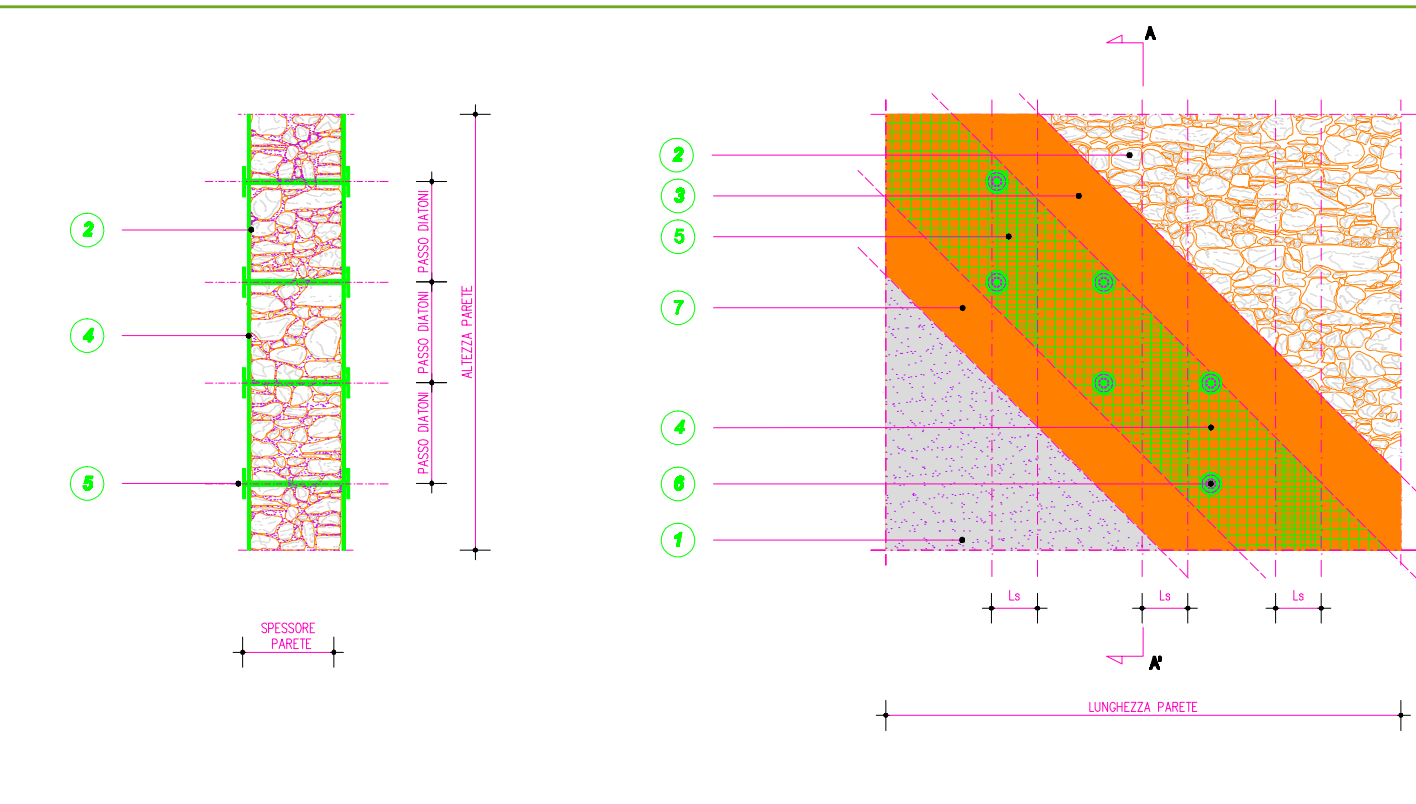 2
4
5
PASSO DIATONI
PASSO DIATONI
PASSO DIATONI
ALTEZZA PARETE
SPESSORE
PARETE
A
2
3
5
7
4
6
1
Ls
Ls
Ls
A'
LUNGHEZZA PARETE